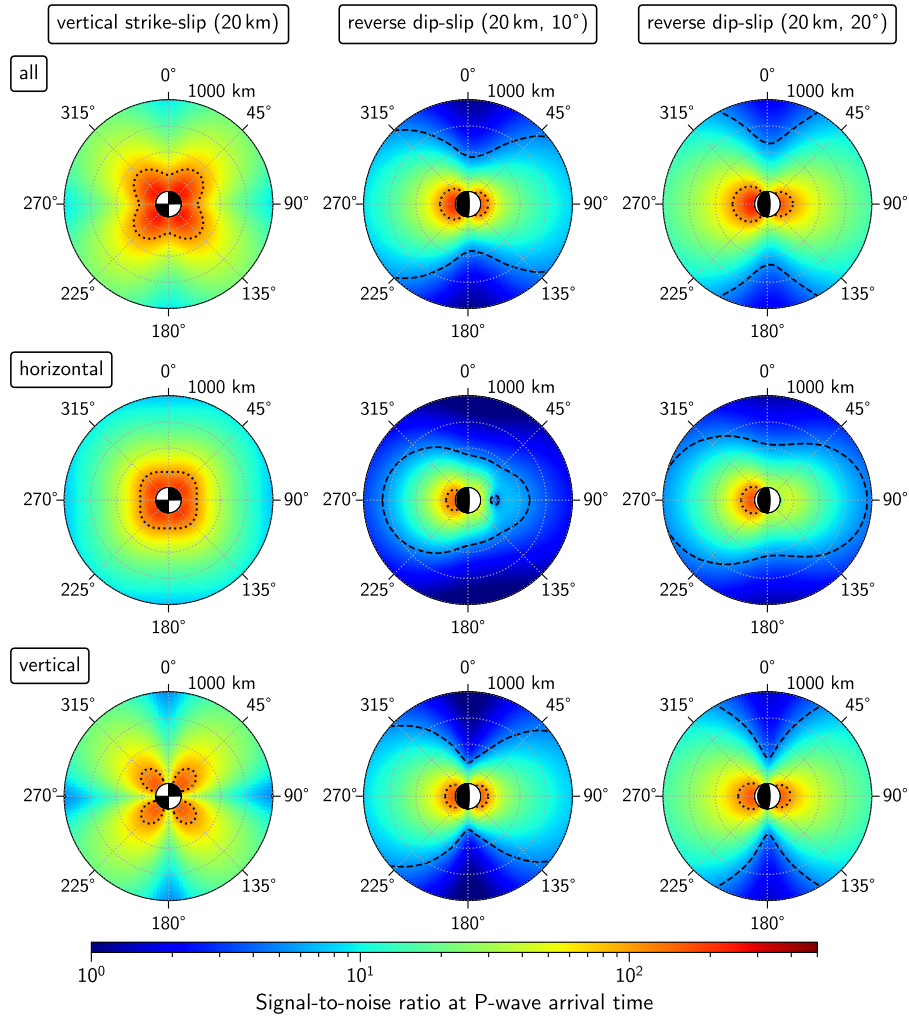 vertical strike-slip (20 km) reverse dip-slip (20 km, 10°) reverse dip-slip (20 km, 20°)
all
0° 0° 0°
1000 km 1000 km 1000 km
315° 45° 315° 45° 315° 45°
270° 90° 270° 90° 270° 90°
225° 135° 225° 135° 225° 135°
180° 180° 180°
horizontal
0° 0° 0°
1000 km 1000 km 1000 km
315° 45° 315° 45° 315° 45°
270° 90° 270° 90° 270° 90°
225° 135° 225° 135° 225° 135°
180° 180° 180°
vertical
0° 0° 0°
1000 km 1000 km 1000 km
315° 45° 315° 45° 315° 45°
270° 90° 270° 90° 270° 90°
225° 135° 225° 135° 225° 135°
180° 180° 180°
10⁰ 10¹ 10²
Signal-to-noise ratio at P-wave arrival time